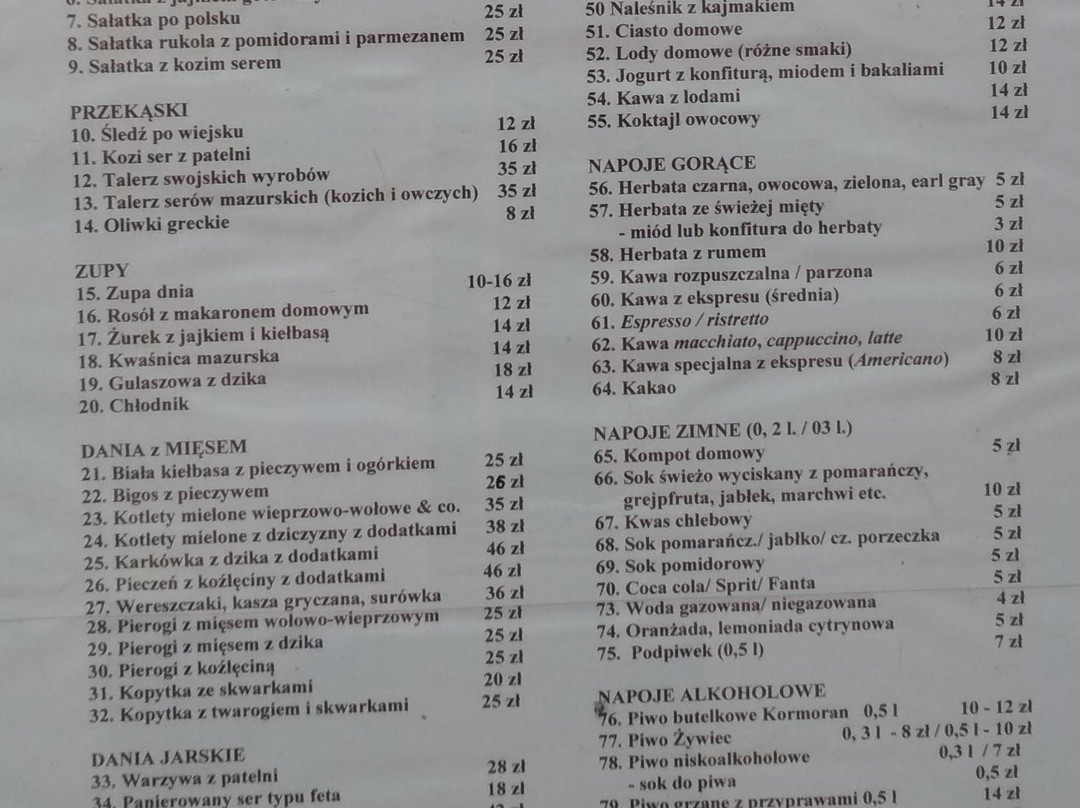 7. Sałatka po polsku 25 zł
8. Sałatka rukola z pomidorami i parmezanem 25 zł
9. Sałatka z kozim serem 25 zł
PRZEKĄSKI
10. Śledź po wiejsku 12 zł
11. Kozi ser z patelni 16 zł
12. Talerz swojskich wyrobów 35 zł
13. Talerz serów mazurskich (kozich i owczych) 35 zł
14. Oliwki greckie 8 zł
ZUPY
15. Zupa dnia 10-16 zł
16. Rosół z makaronem domowym 12 zł
17. Żurek z jajkiem i kiełbasą 14 zł
18. Kwaśnica mazurska 14 zł
19. Gulaszowa z dzika 18 zł
20. Chłodnik 14 zł
DANIA z MIĘSEM
21. Biała kiełbasa z pieczywem i ogórkiem 25 zł
22. Bigos z pieczywem 26 zł
23. Kotlety mielone wieprzowo-wołowe & co. 35 zł
24. Kotlety mielone z dziczyzny z dodatkami 38 zł
25. Karkówka z dzika z dodatkami 46 zł
26. Pieczeń z koźlęciny z dodatkami 46 zł
27. Wereszczaki, kasza gryczana, surówka 36 zł
28. Pierogi z mięsem wołowo-wieprzowym 25 zł
29. Pierogi z mięsem z dzika 25 zł
30. Pierogi z koźlęciną 25 zł
31. Kopytka ze skwarkami 20 zł
32. Kopytka z twarogiem i skwarkami 25 zł
DANIA JARSKIE
33. Warzywa z patelni 28 zł
34. Panierowany ser typu feta 18 zł
50 Naleśnik z kajmakiem 14 zł
51. Ciasto domowe 12 zł
52. Lody domowe (różne smaki) 12 zł
53. Jogurt z konfiturą, miodem i bakaliami 10 zł
54. Kawa z lodami 14 zł
55. Koktajl owocowy 14 zł
NAPOJE GORĄCE
56. Herbata czarna, owocowa, zielona, earl gray 5 zł
57. Herbata ze świeżej mięty 5 zł
- miód lub konfitura do herbaty 3 zł
58. Herbata z rumem 10 zł
59. Kawa rozpuszczalna / parzona 6 zł
60. Kawa z ekspresu (średnia) 6 zł
61. Espresso / ristretto 6 zł
62. Kawa macchiato, cappuccino, latte 10 zł
63. Kawa specjalna z ekspresu (Americano) 8 zł
64. Kakao 8 zł
NAPOJE ZIMNE (0, 2 l. / 03 l.)
65. Kompot domowy 5 zł
66. Sok świeżo wyciskany z pomarańczy,
grejpfruta, jabłek, marchwi etc. 10 zł
67. Kwas chlebowy 5 zł
68. Sok pomarańcz./ jabłko/ cz. porzeczka 5 zł
69. Sok pomidorowy 5 zł
70. Coca cola/ Sprit/ Fanta 5 zł
73. Woda gazowana/ niegazowana 4 zł
74. Oranżada, lemoniada cytrynowa 5 zł
75. Podpiwek (0,5 l) 7 zł
NAPOJE ALKOHOLOWE
76. Piwo butelkowe Kormoran 0,5 l 10 - 12 zł
77. Piwo Żywiec 0, 3 l - 8 zł / 0,5 l - 10 zł
78. Piwo niskoalkoholowe 0,3 l / 7 zł
- sok do piwa 0,5 zł
79. Piwo grzane z przyprawami 0,5 l 14 zł